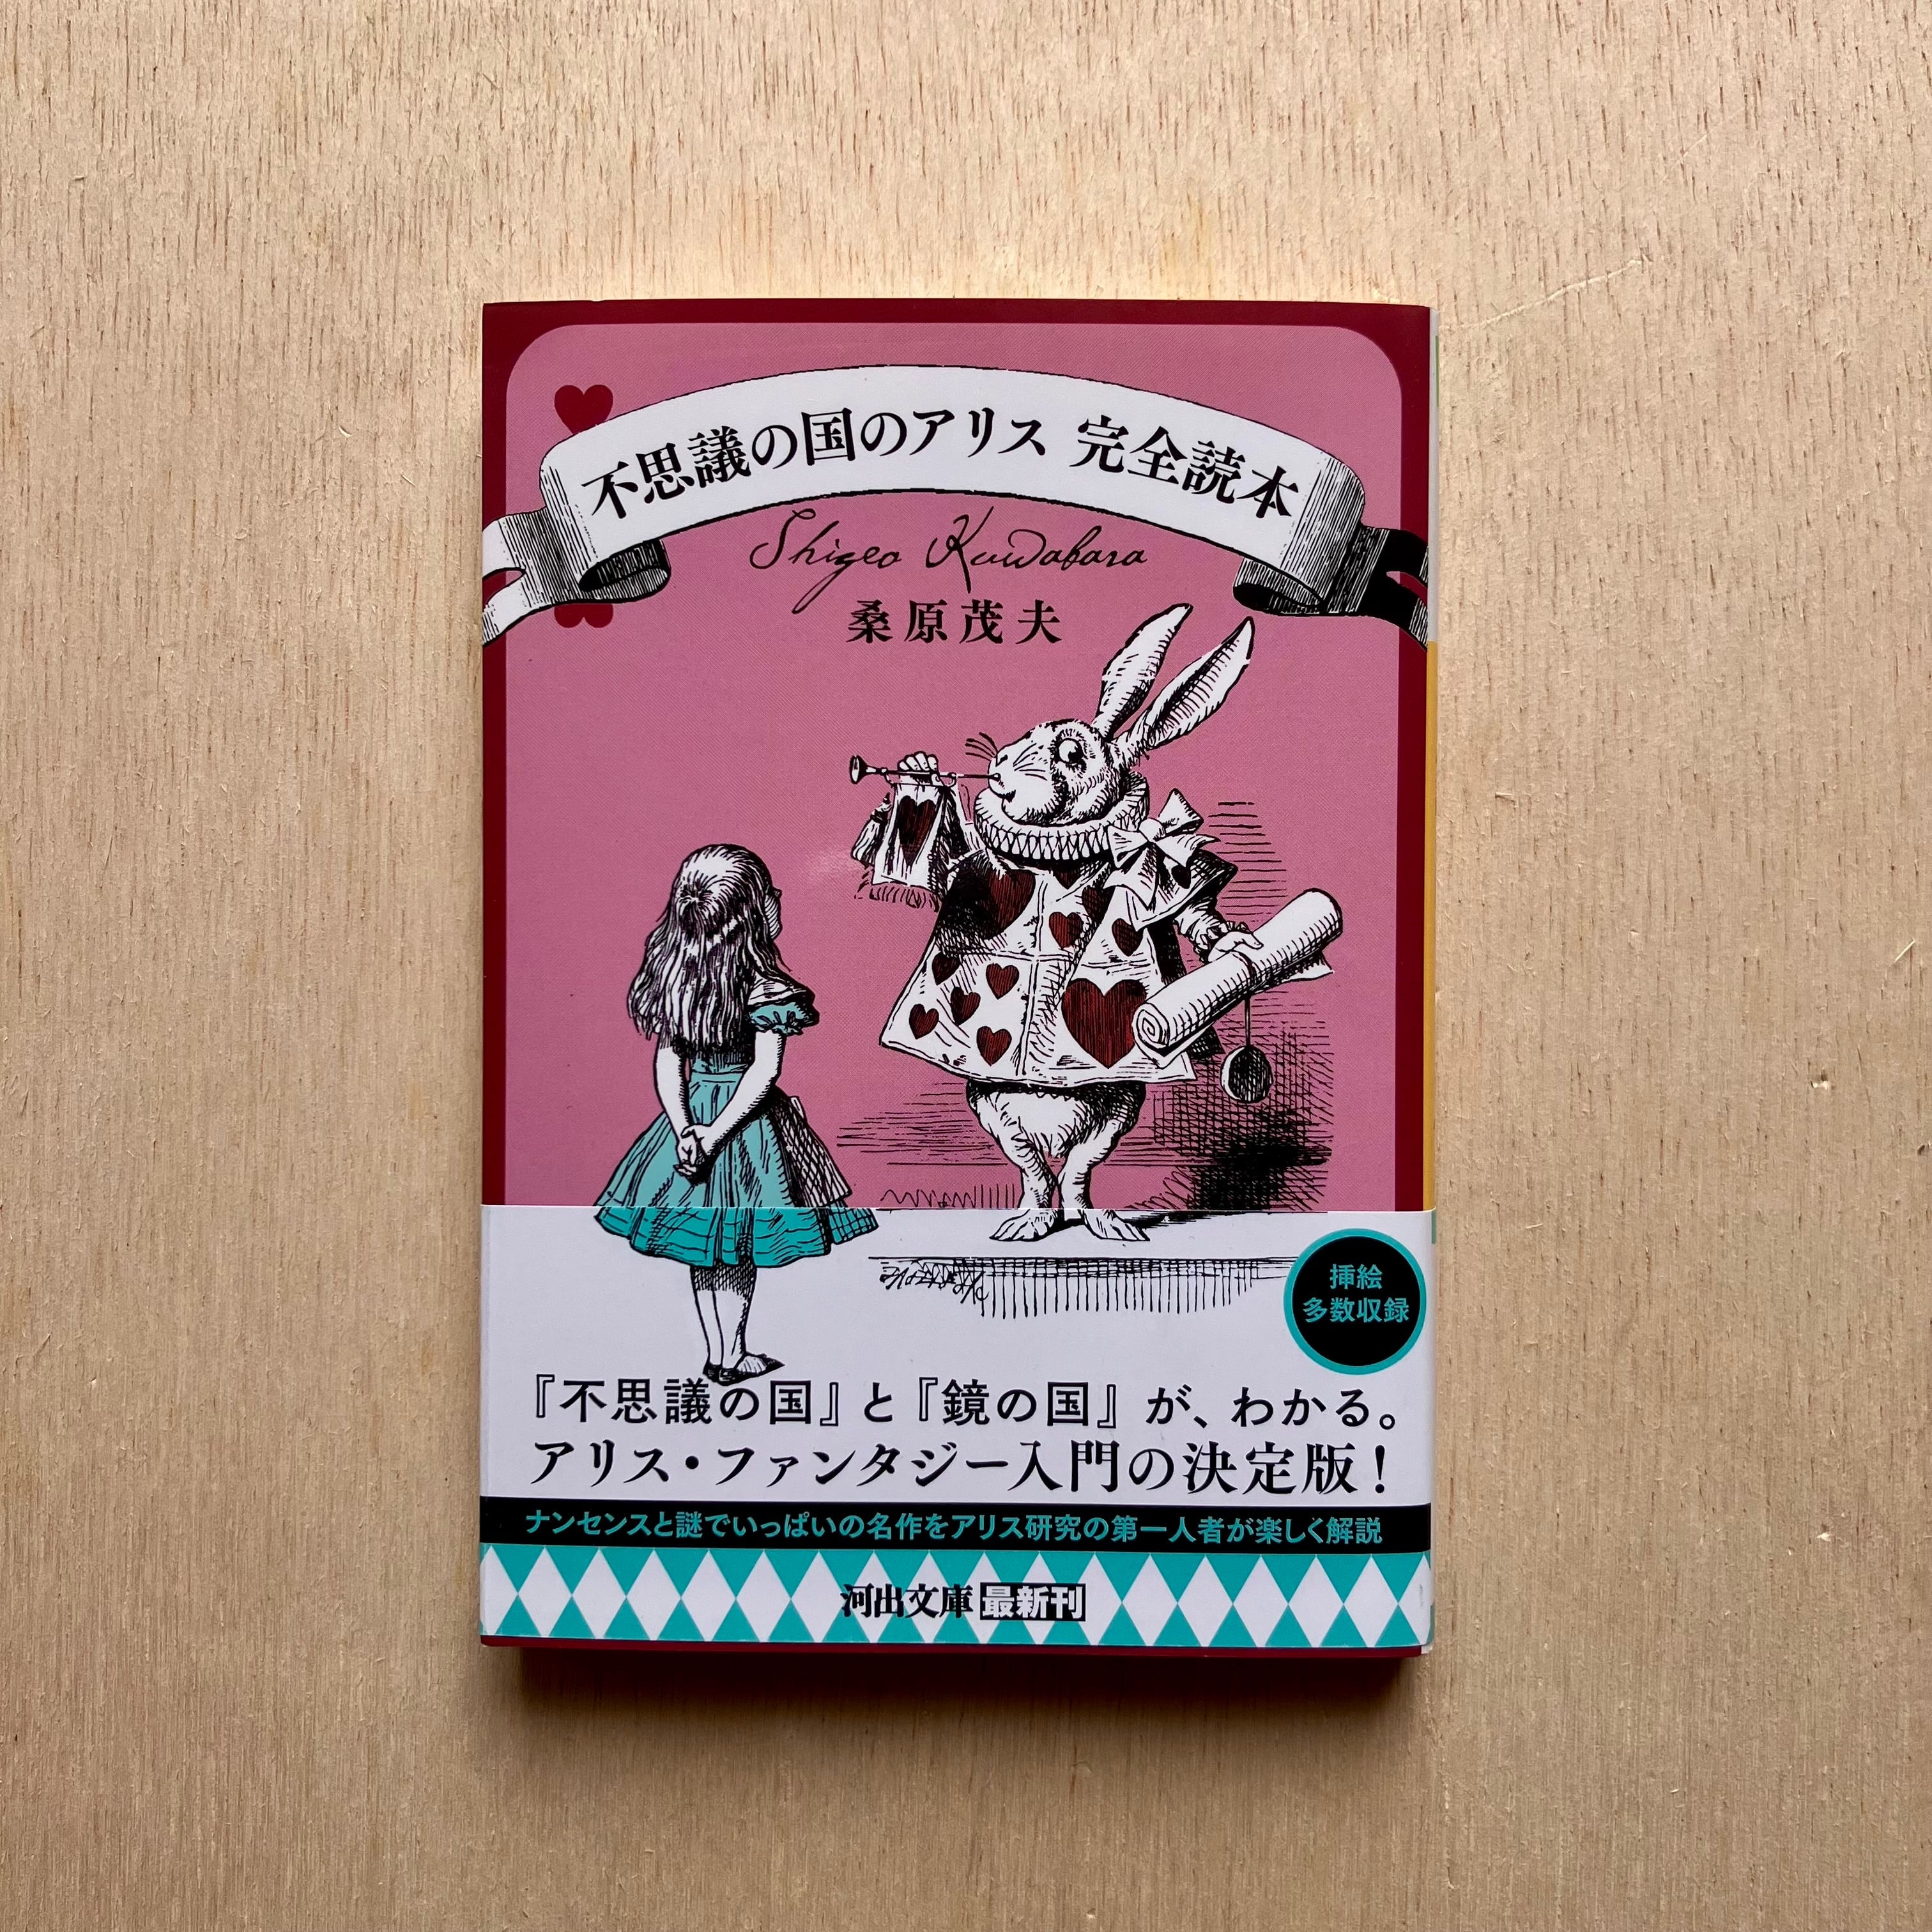 不思議の国のアリス 完全読本
Shigeo Kuwabara
桑原茂夫
挿絵
多数収録
『不思議の国』と『鏡の国』が、わかる。
アリス・ファンタジー入門の決定版！
ナンセンスと謎でいっぱいの名作をアリス研究の第一人者が楽しく解説
河出文庫 最新刊